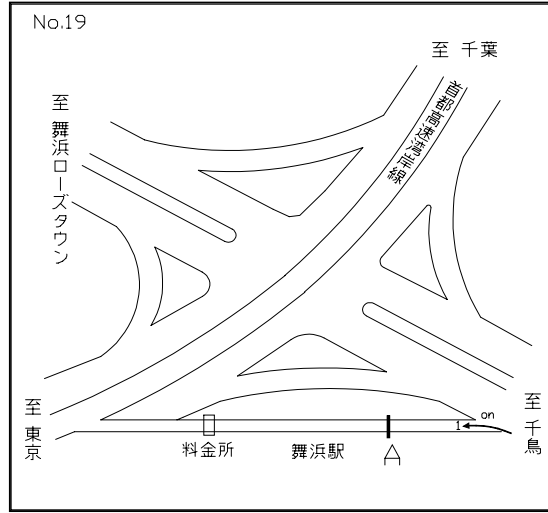 No.19
至 千葉
至 舞浜ローズタウン
首都高速湾岸線
至 東京
料金所
舞浜駅
A
1
on
至 千鳥